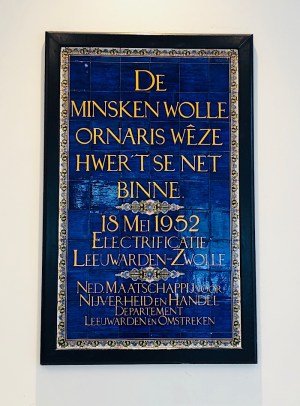 DE
MINSKEN WOLLE
ORNARIS WÊZE
HWER'T SE NET
BINNE.
18 MEI 1952
ELECTRIFICATIE
LEEUWARDEN-ZWOLLE
NED. MAATSCHAPPIJ VOOR
NIJVERHEID EN HANDEL
DEPARTEMENT
LEEUWARDEN EN OMSTREKEN